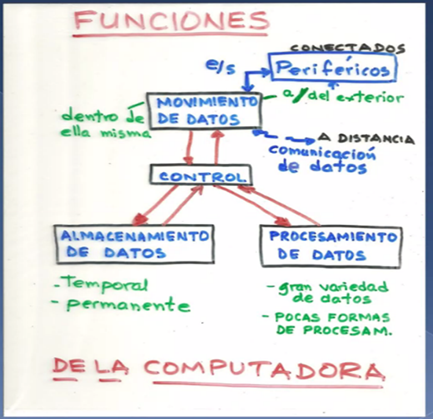 FUNCIONES
CONECTADOS
e/s
Periféricos
MOVIMIENTO
DE DATOS
a/del exterior
dentro de
ella misma
A DISTANCIA
comunicación
de datos
CONTROL
ALMACENAMIENTO
DE DATOS
PROCESAMIENTO
DE DATOS
- Temporal
- permanente
- gran variedad
de datos
- POCAS FORMAS
DE PROCESAM.
DE LA COMPUTADORA